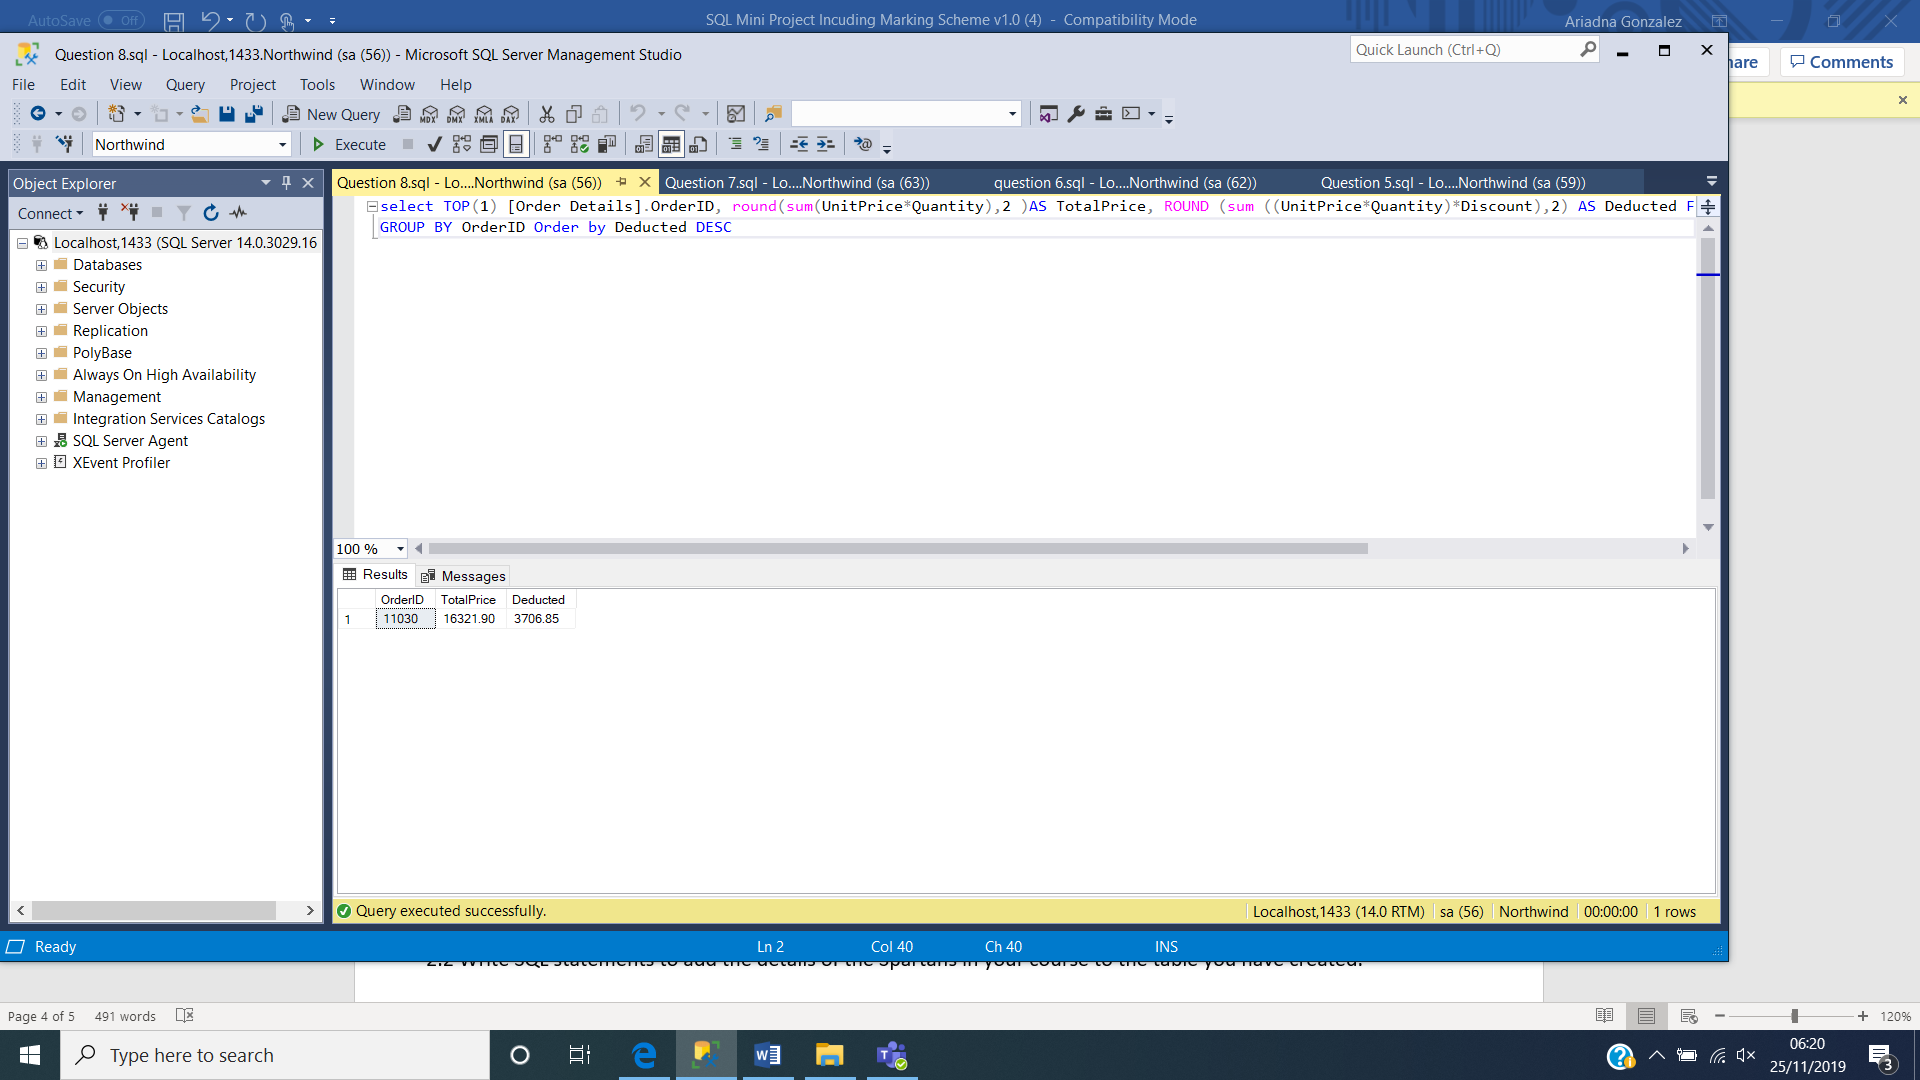 AutoSave Off
SQL Mini Project Incuding Marking Scheme v1.0 (4) - Compatibility Mode
Ariadna Gonzalez
Question 8.sql - Localhost,1433.Northwind (sa (56)) - Microsoft SQL Server Management Studio
Quick Launch (Ctrl+Q)
Comments
File Edit View Query Project Tools Window Help
New Query
MDX DMX XMLA DAX
Northwind
Execute
Object Explorer
Connect
Localhost,1433 (SQL Server 14.0.3029.16
Databases
Security
Server Objects
Replication
PolyBase
Always On High Availability
Management
Integration Services Catalogs
SQL Server Agent
XEvent Profiler
Question 8.sql - Lo....Northwind (sa (56)) Question 7.sql - Lo....Northwind (sa (63)) question 6.sql - Lo....Northwind (sa (62)) Question 5.sql - Lo....Northwind (sa (59))
select TOP(1) [Order Details].OrderID, round(sum(UnitPrice*Quantity),2 )AS TotalPrice, ROUND (sum ((UnitPrice*Quantity)*Discount),2) AS Deducted F
GROUP BY OrderID Order by Deducted DESC
100 %
Results Messages
OrderID TotalPrice Deducted
1 11030 16321.90 3706.85
Query executed successfully.
Localhost,1433 (14.0 RTM) sa (56) Northwind 00:00:00 1 rows
Ready Ln 2 Col 40 Ch 40 INS
2.2 Write SQL statements to add the details of the Spartans in your course to the table you have created.
Page 4 of 5 491 words
120%
Type here to search
06:20
25/11/2019
3